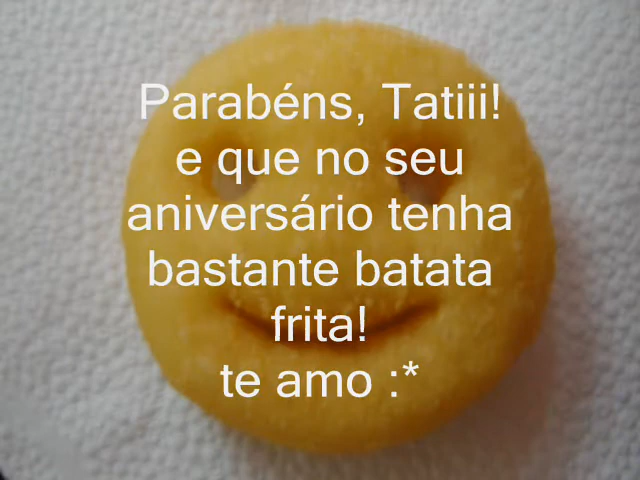 Parabéns, Tatiii!
e que no seu
aniversário tenha
bastante batata
frita!
te amo :*